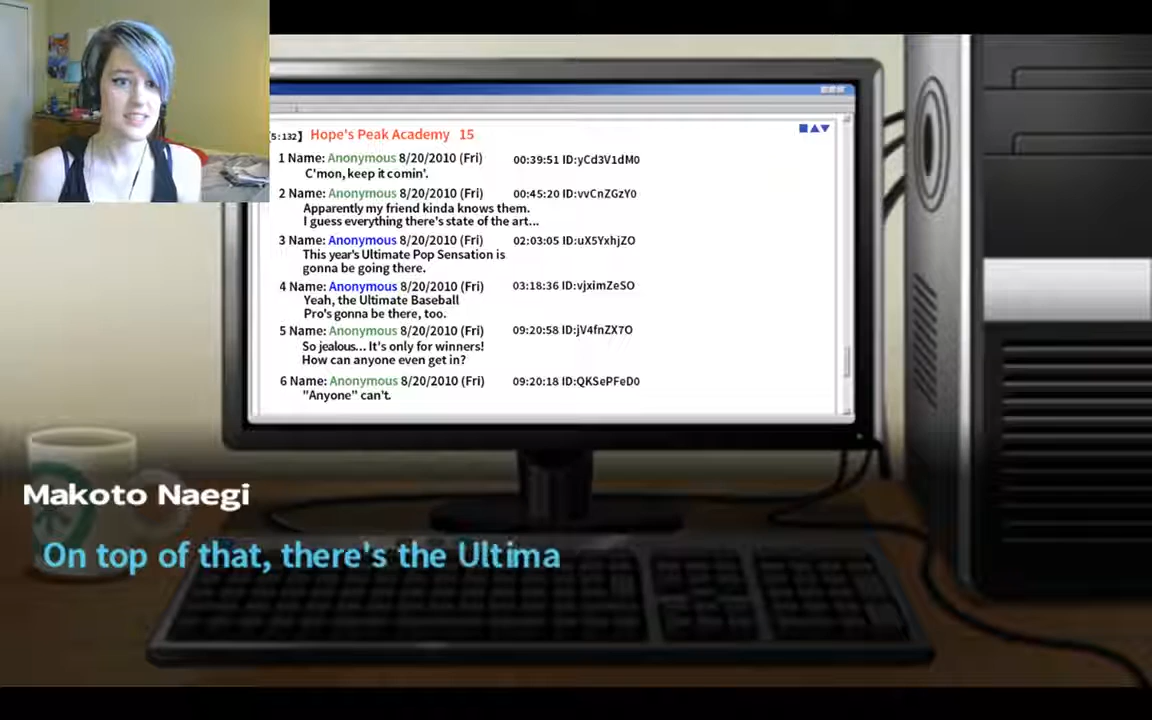 5:132】 Hope's Peak Academy 15
1 Name: Anonymous 8/20/2010 (Fri) 00:39:51 ID:yCd3V1dM0
C'mon, keep it comin'.
2 Name: Anonymous 8/20/2010 (Fri) 00:45:20 ID:vvCnZGzY0
Apparently my friend kinda knows them.
I guess everything there's state of the art...
3 Name: Anonymous 8/20/2010 (Fri) 02:03:05 ID:uX5YxhjZO
This year's Ultimate Pop Sensation is
gonna be going there.
4 Name: Anonymous 8/20/2010 (Fri) 03:18:36 ID:vjximZeSO
Yeah, the Ultimate Baseball
Pro's gonna be there, too.
5 Name: Anonymous 8/20/2010 (Fri) 09:20:58 ID:jV4fnZX7O
So jealous... It's only for winners!
How can anyone even get in?
6 Name: Anonymous 8/20/2010 (Fri) 09:20:18 ID:QKSePFeD0
"Anyone" can't.
Makoto Naegi
On top of that, there's the Ultima